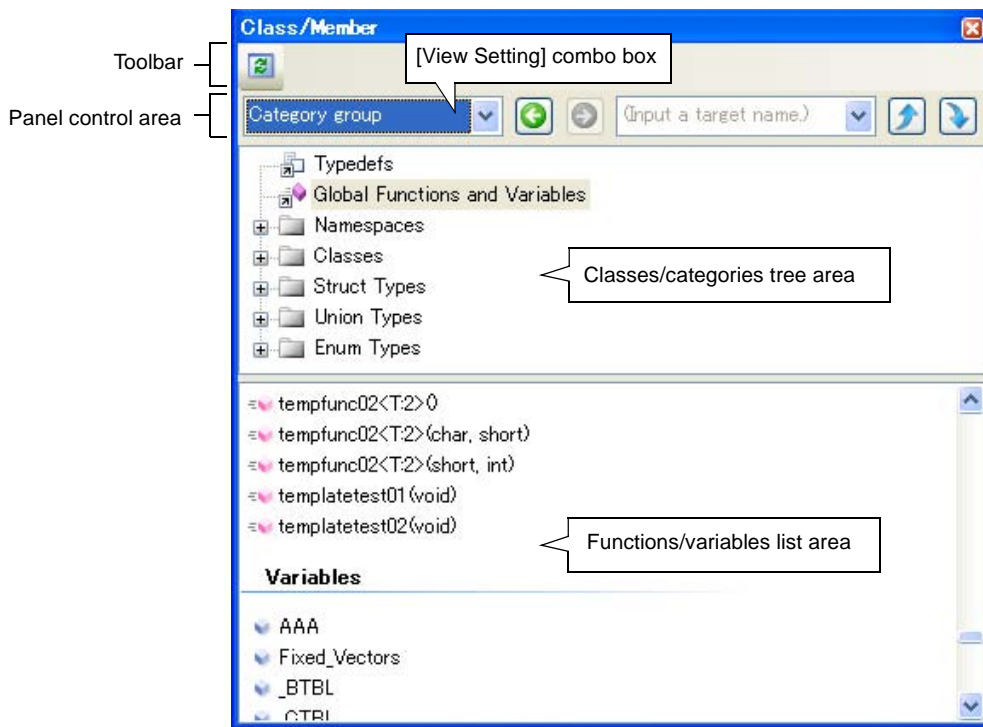 Class/Member
Toolbar
[View Setting] combo box
Panel control area
Category group
(Input a target name.)
Typedefs
Global Functions and Variables
Namespaces
Classes
Struct Types
Union Types
Enum Types
Classes/categories tree area
tempfunc02<T:2>()
tempfunc02<T:2>(char, short)
tempfunc02<T:2>(short, int)
templatetest01(void)
templatetest02(void)
Functions/variables list area
Variables
AAA
Fixed_Vectors
_BTBL
_CTBL